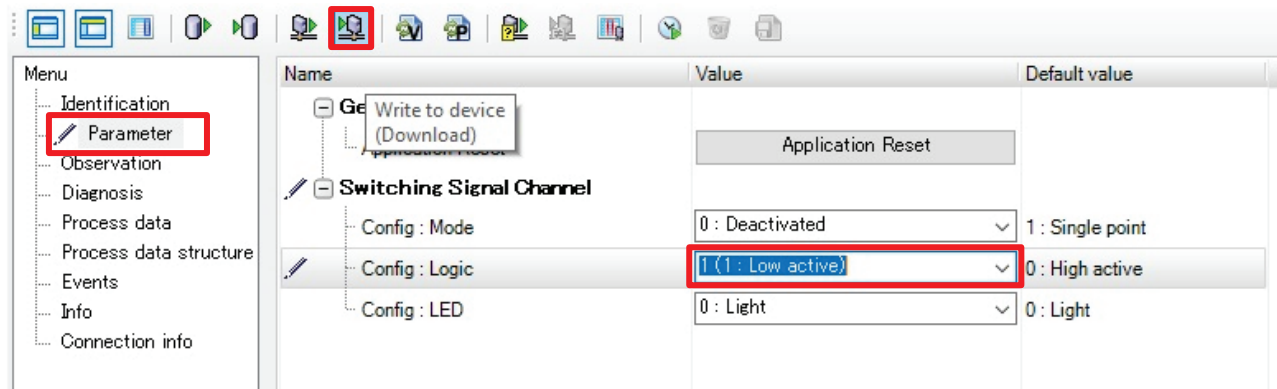 Menu
Identification
Parameter
Observation
Diagnosis
Process data
Process data structure
Events
Info
Connection info
Name Value Default value
Ge
Write to device
(Download)
Application Reset
Application Reset
Switching Signal Channel
Config : Mode 0 : Deactivated 1 : Single point
Config : Logic 1 (1 : Low active) 0 : High active
Config : LED 0 : Light 0 : Light